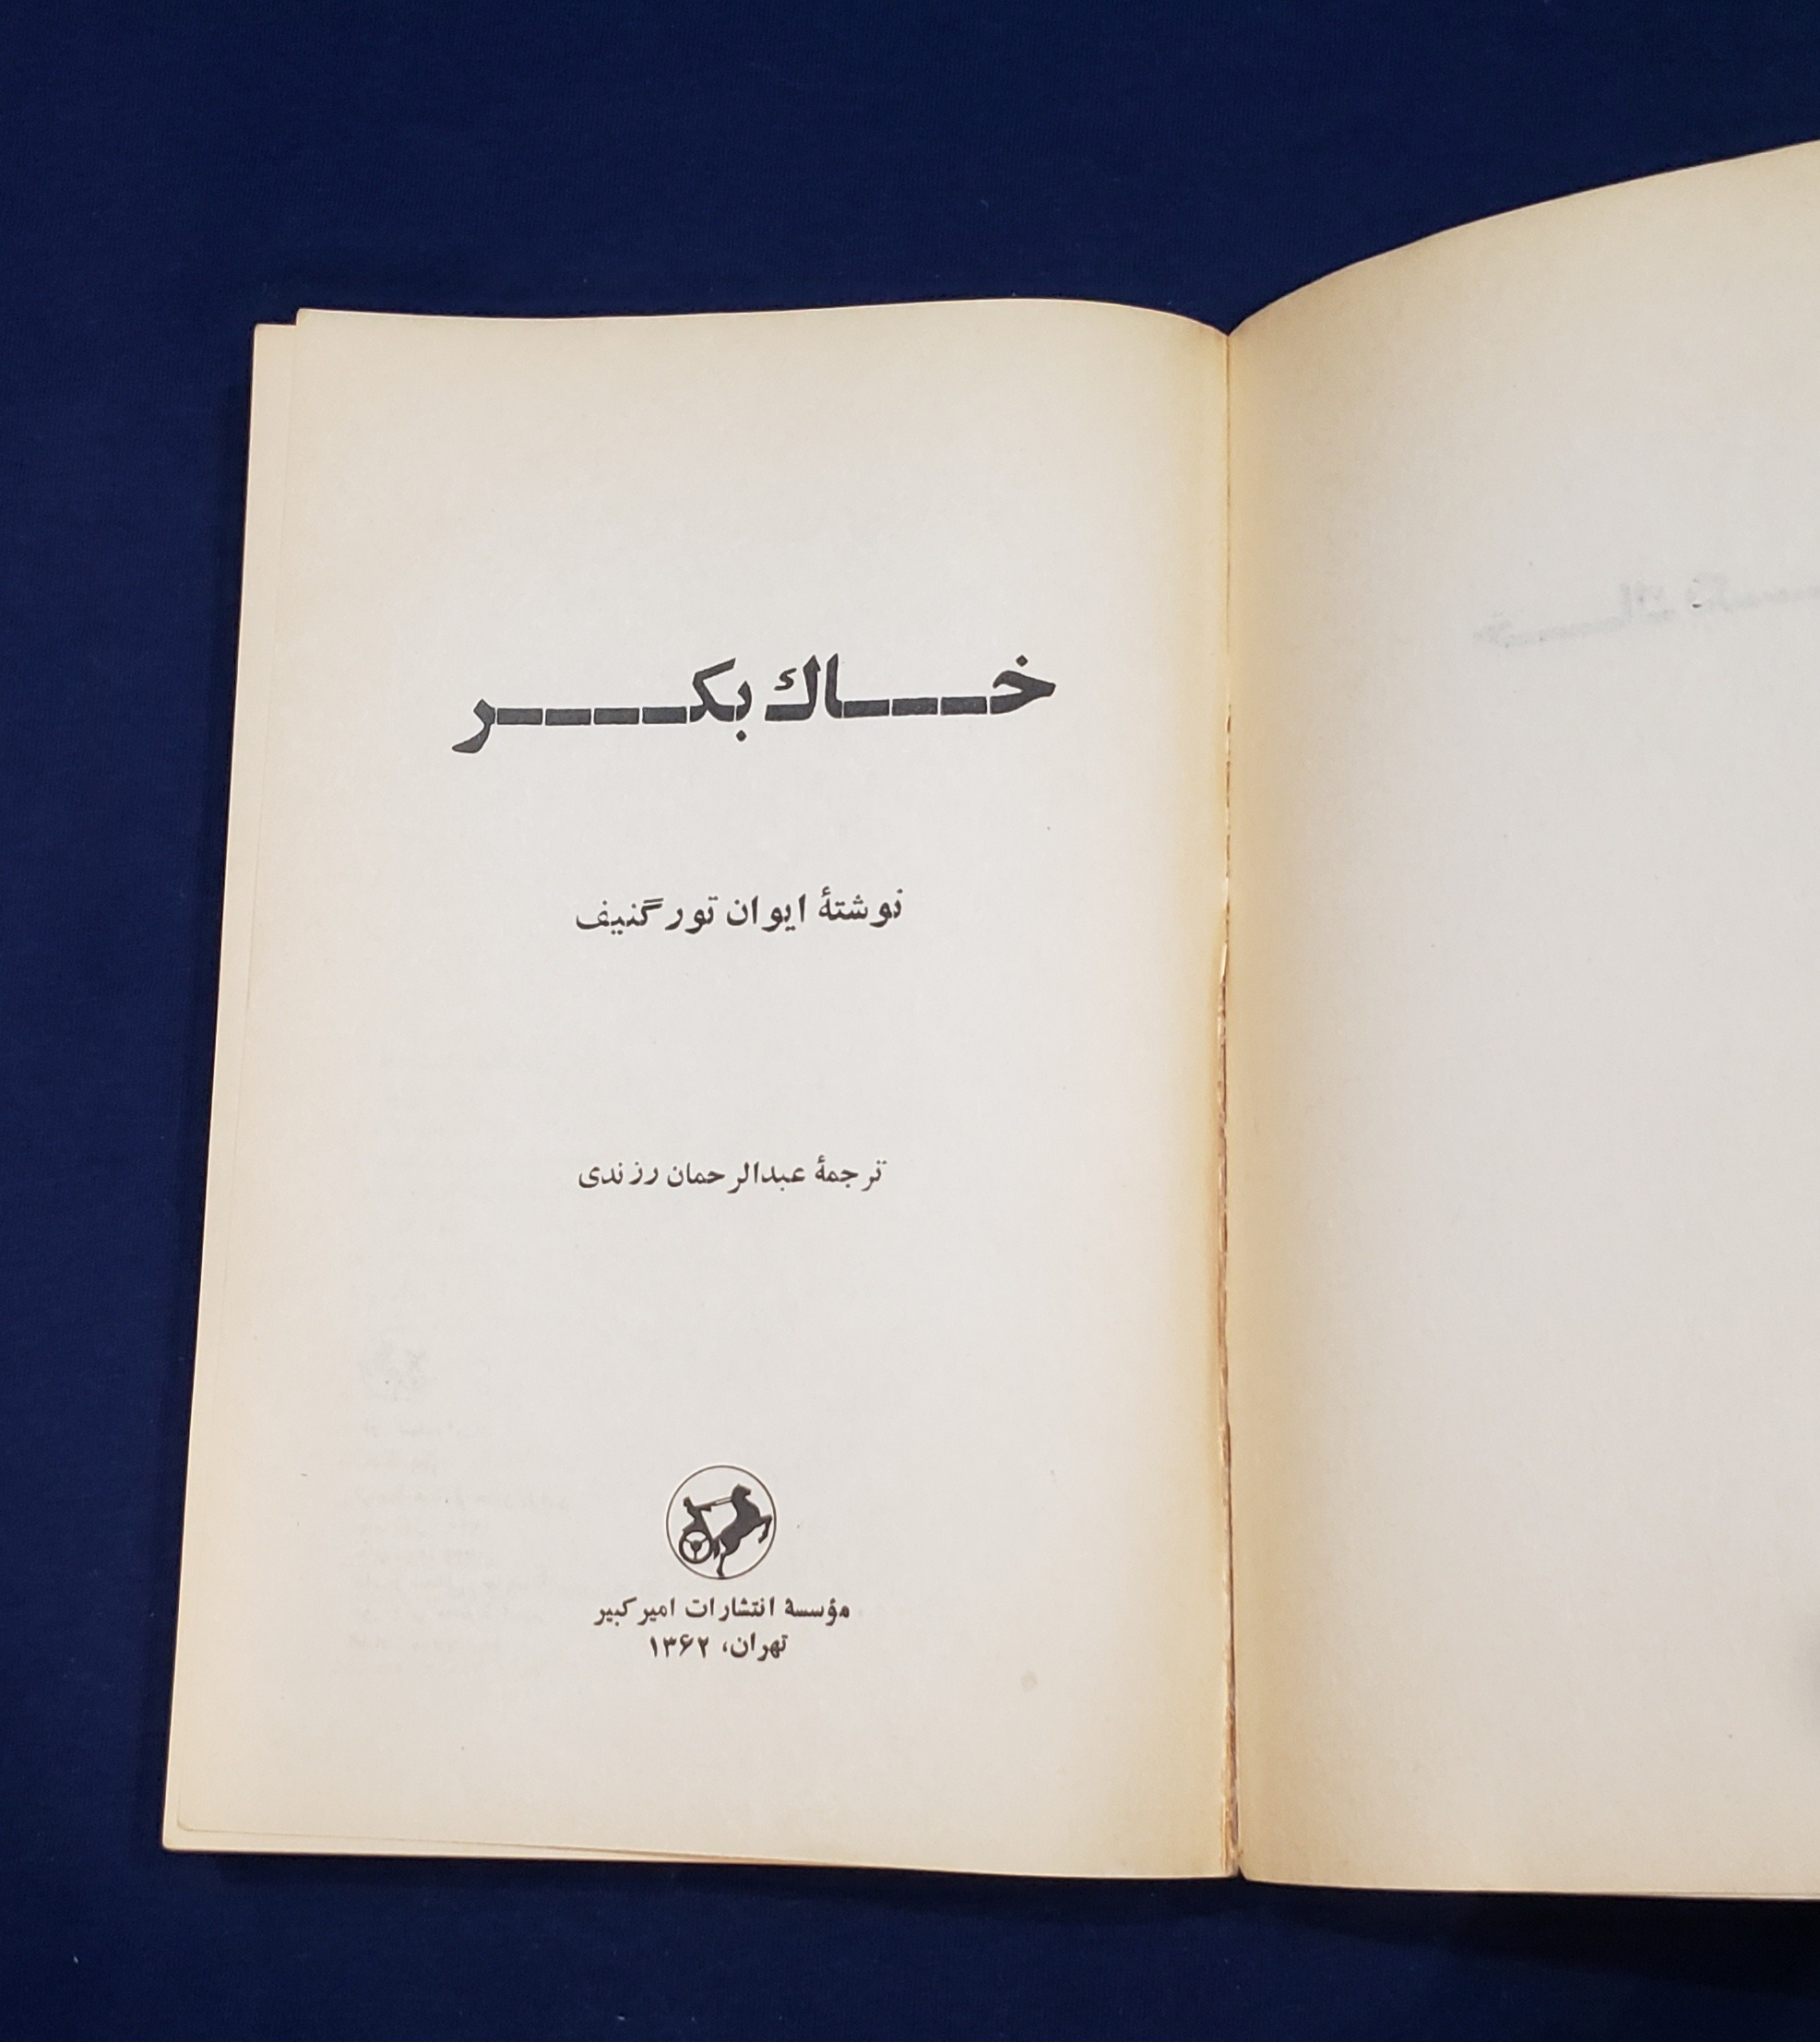 خاك بكر
نوشتهٔ ایوان تورگنیف
ترجمهٔ عبدالرحمان رزندی
مؤسسهٔ انتشارات امیرکبیر
تهران، ۱۳۶۲